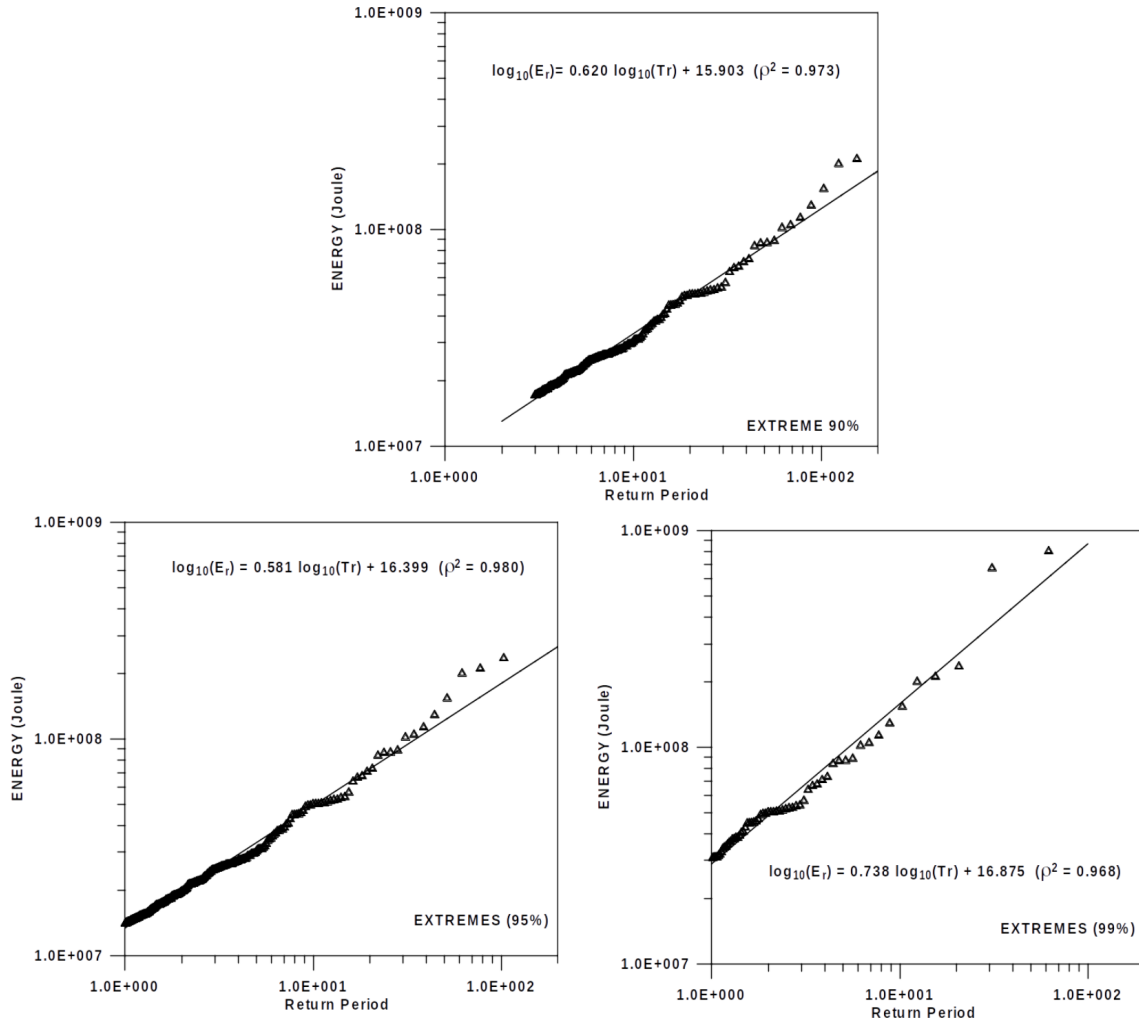 1.0E+009
log₁₀(Eᵣ)= 0.620 log₁₀(Tr) + 15.903 (ρ² = 0.973)
ENERGY (Joule)
1.0E+008
EXTREME 90%
1.0E+007
1.0E+000 1.0E+001 1.0E+002
Return Period
1.0E+009
log₁₀(Eᵣ) = 0.581 log₁₀(Tr) + 16.399 (ρ² = 0.980)
ENERGY (Joule)
1.0E+008
EXTREMES (95%)
1.0E+007
1.0E+000 1.0E+001 1.0E+002
Return Period
1.0E+009
ENERGY (Joule)
1.0E+008
log₁₀(Eᵣ) = 0.738 log₁₀(Tr) + 16.875 (ρ² = 0.968)
EXTREMES (99%)
1.0E+007
1.0E+000 1.0E+001 1.0E+002
Return Period